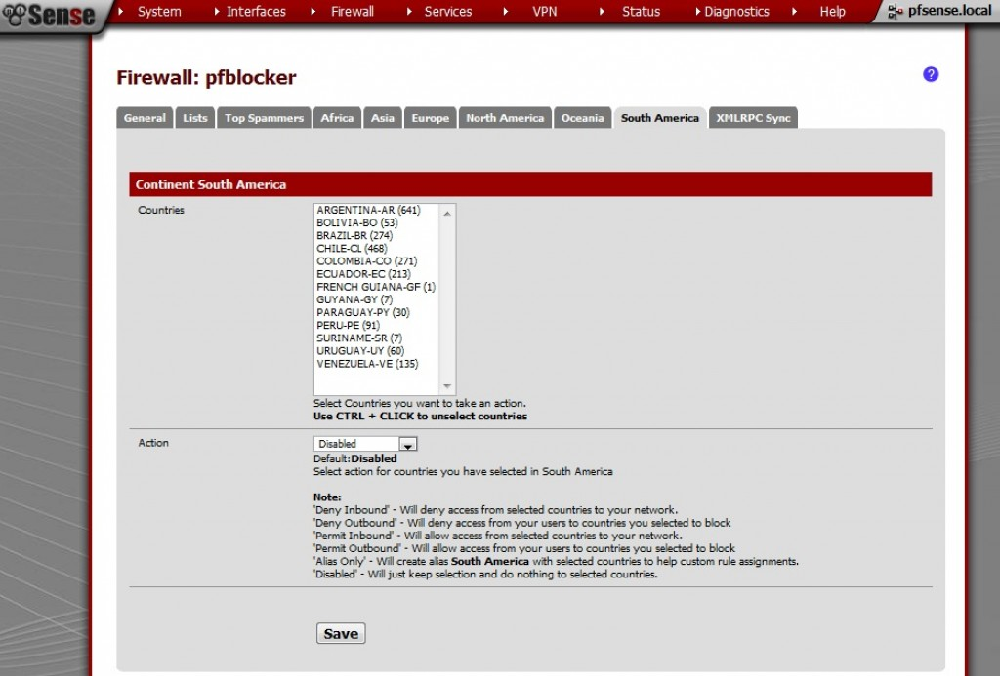 Sense
System
Interfaces
Firewall
Services
VPN
Status
Diagnostics
Help
pfsense.local
Firewall: pfblocker
?
General
Lists
Top Spammers
Africa
Asia
Europe
North America
Oceania
South America
XMLRPC Sync
Continent South America
Countries
ARGENTINA-AR (641)
BOLIVIA-BO (53)
BRAZIL-BR (274)
CHILE-CL (468)
COLOMBIA-CO (271)
ECUADOR-EC (213)
FRENCH GUIANA-GF (1)
GUYANA-GY (7)
PARAGUAY-PY (30)
PERU-PE (91)
SURINAME-SR (7)
URUGUAY-UY (60)
VENEZUELA-VE (135)
Select Countries you want to take an action.
Use CTRL + CLICK to unselect countries
Action
Disabled
Default:Disabled
Select action for countries you have selected in South America
Note:
'Deny Inbound' - Will deny access from selected countries to your network.
'Deny Outbound' - Will deny access from your users to countries you selected to block
'Permit Inbound' - Will allow access from selected countries to your network.
'Permit Outbound' - Will allow access from your users to countries you selected to block
'Alias Only' - Will create alias South America with selected countries to help custom rule assignments.
'Disabled' - Will just keep selection and do nothing to selected countries.
Save